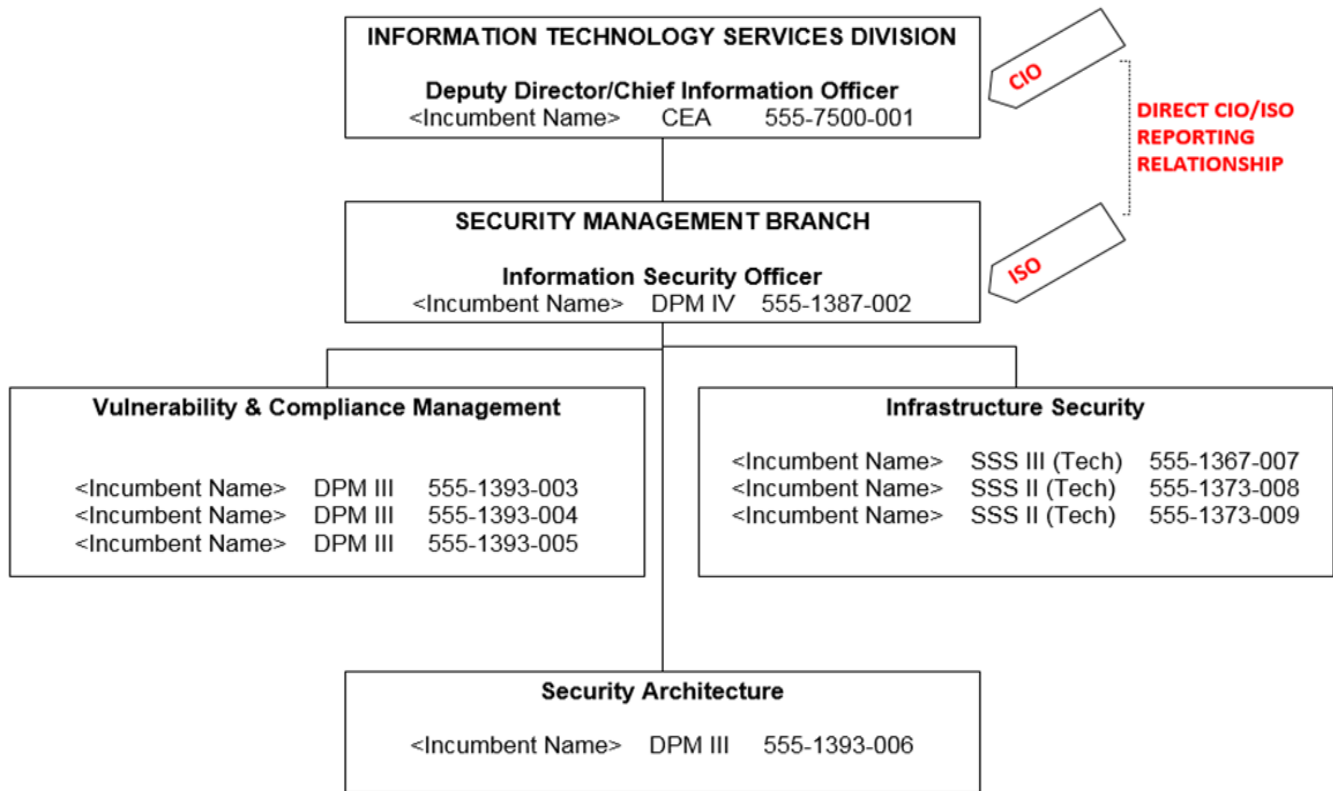 INFORMATION TECHNOLOGY SERVICES DIVISION
Deputy Director/Chief Information Officer
<Incumbent Name> CEA 555-7500-001
CIO
DIRECT CIO/ISO
REPORTING
RELATIONSHIP
SECURITY MANAGEMENT BRANCH
Information Security Officer
<Incumbent Name> DPM IV 555-1387-002
ISO
Vulnerability & Compliance Management
<Incumbent Name> DPM III 555-1393-003
<Incumbent Name> DPM III 555-1393-004
<Incumbent Name> DPM III 555-1393-005
Infrastructure Security
<Incumbent Name> SSS III (Tech) 555-1367-007
<Incumbent Name> SSS II (Tech) 555-1373-008
<Incumbent Name> SSS II (Tech) 555-1373-009
Security Architecture
<Incumbent Name> DPM III 555-1393-006